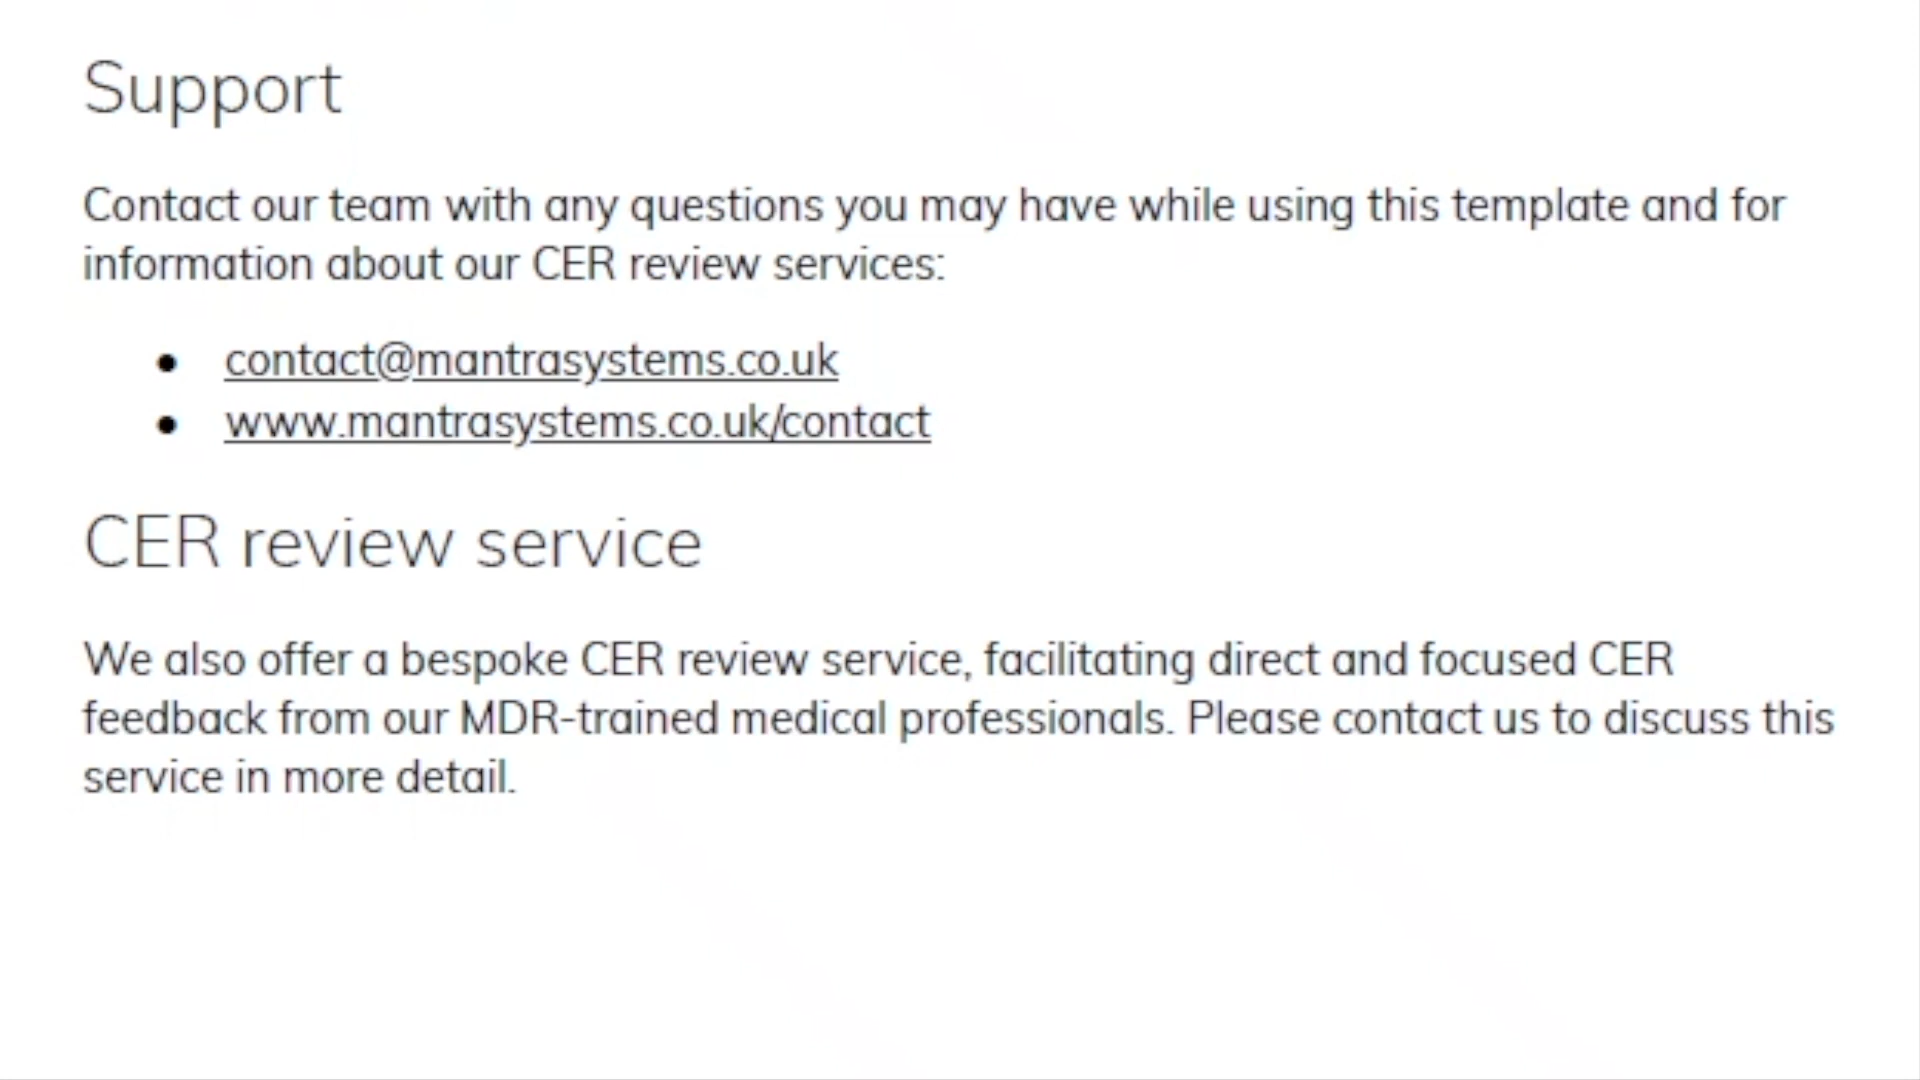 Support
Contact our team with any questions you may have while using this template and for
information about our CER review services:
• contact@mantrasystems.co.uk
• www.mantrasystems.co.uk/contact
CER review service
We also offer a bespoke CER review service, facilitating direct and focused CER
feedback from our MDR-trained medical professionals. Please contact us to discuss this
service in more detail.